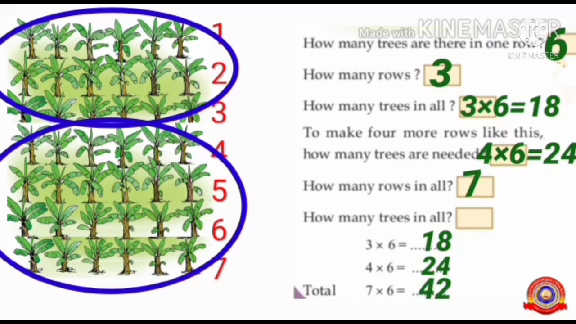 Made with KINEMASTER
KINEMASTER
How many trees are there in one row? 6
How many rows ? 3
How many trees in all ? 3×6=18
To make four more rows like this,
how many trees are needed 4×6=24
How many rows in all? 7
How many trees in all?
3 × 6 = ....18
4 × 6 = ..24
Total 7 × 6 = ..42
1
2
3
4
5
6
7